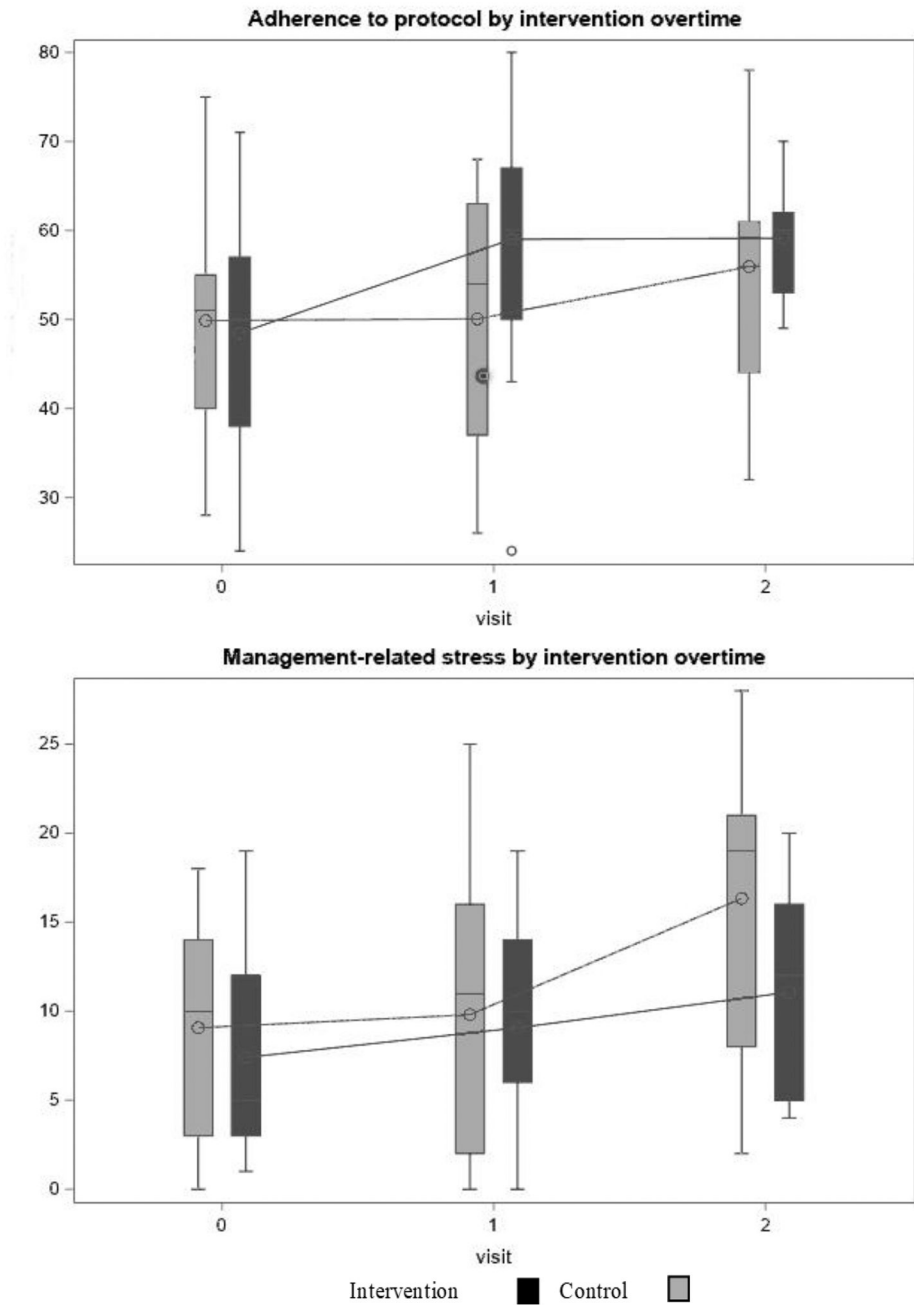 Adherence to protocol by intervention overtime
80
70
60
50
40
30
0 1 2
visit
Management-related stress by intervention overtime
25
20
15
10
5
0
0 1 2
visit
Intervention Control